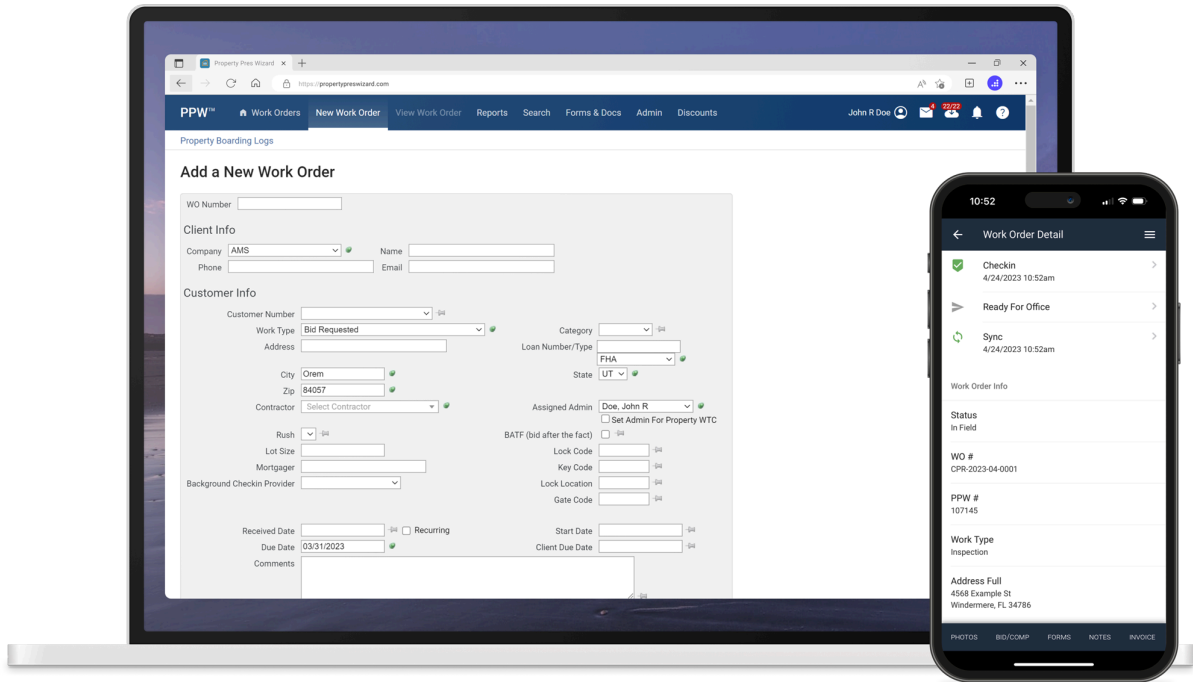 Property Pres Wizard
https://propertypreswizard.com
PPW™ Work Orders New Work Order View Work Order Reports Search Forms & Docs Admin Discounts John R Doe 4 22/22 ?
Property Boarding Logs
Add a New Work Order
WO Number
Client Info
Company AMS Name
Phone Email
Customer Info
Customer Number
Work Type Bid Requested Category
Address Loan Number/Type
FHA
City Orem State UT
Zip 84057
Contractor Select Contractor Assigned Admin Doe, John R
Set Admin For Property WTC
Rush BATF (bid after the fact)
Lot Size Lock Code
Mortgager Key Code
Background Checkin Provider Lock Location
Gate Code
Received Date Recurring Start Date
Due Date 03/31/2023 Client Due Date
Comments
10:52
Work Order Detail
Checkin
4/24/2023 10:52am
Ready For Office
Sync
4/24/2023 10:52am
Work Order Info
Status
In Field
WO #
CPR-2023-04-0001
PPW #
107145
Work Type
Inspection
Address Full
4568 Example St
Windermere, FL 34786
PHOTOS BID/COMP FORMS NOTES INVOICE